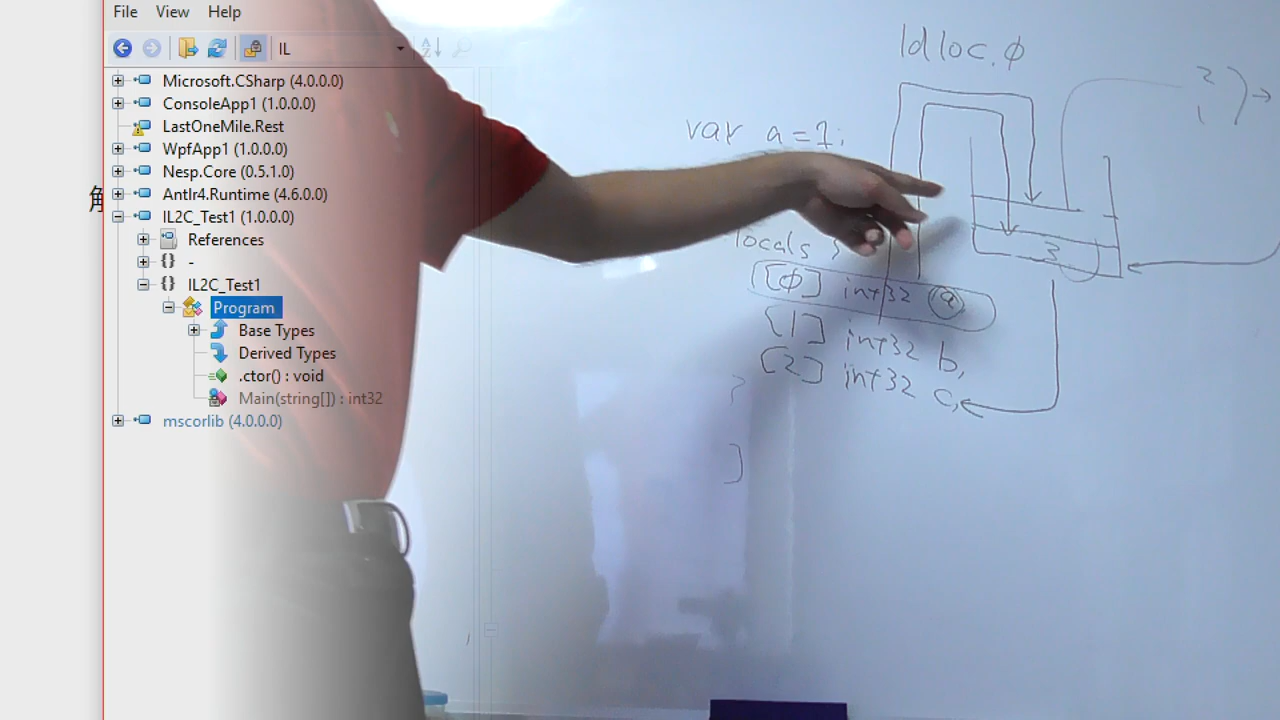 File View Help
IL
Microsoft.CSharp (4.0.0.0)
ConsoleApp1 (1.0.0.0)
LastOneMile.Rest
WpfApp1 (1.0.0.0)
Nesp.Core (0.5.1.0)
Antlr4.Runtime (4.6.0.0)
IL2C_Test1 (1.0.0.0)
References
{} -
{} IL2C_Test1
Program
Base Types
Derived Types
.ctor() : void
Main(string[]) : int32
mscorlib (4.0.0.0)
ldloc.φ
var a=1;
2
1
3
locals
[φ] int32 a
[1] int32 b,
[2] int32 c,